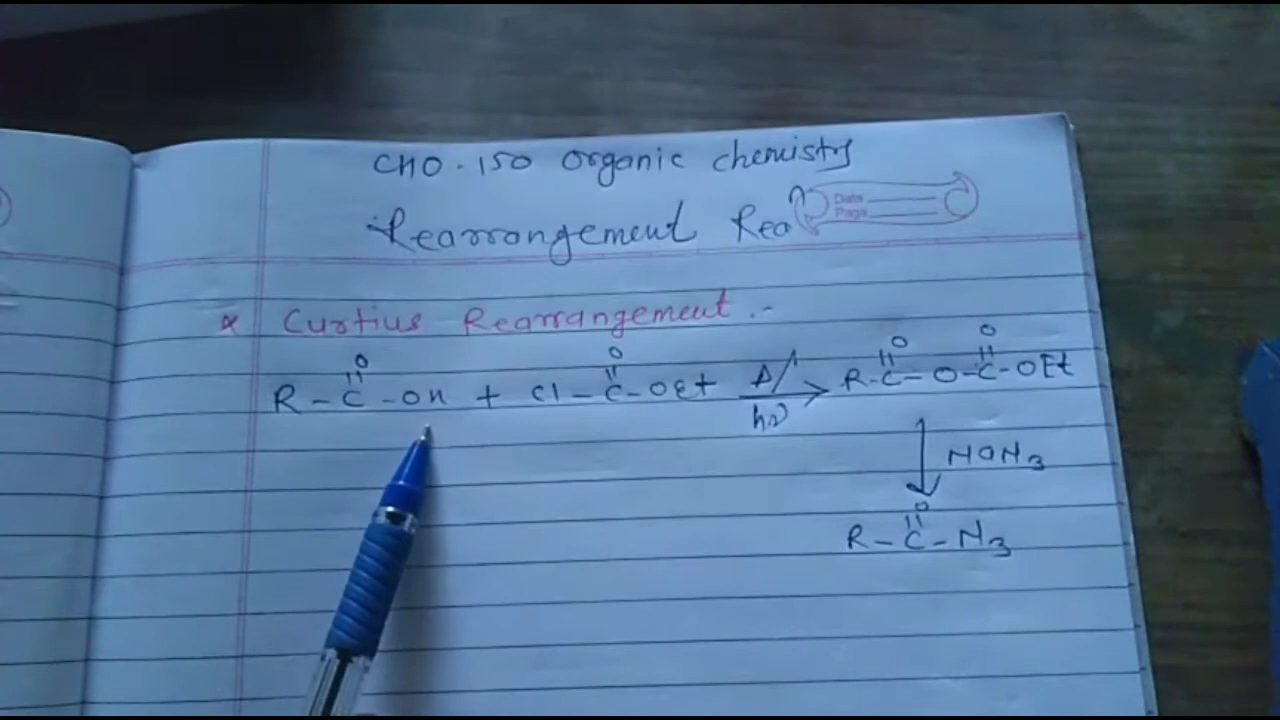 CHO.150 organic chemistry
Rearrangement Rea
Date
Page
* Curtius Rearrangement :-
O O O O
R-C-OH + Cl-C-OEt Δ/hν R-C-O-C-OEt
NaN3
O
R-C-N3